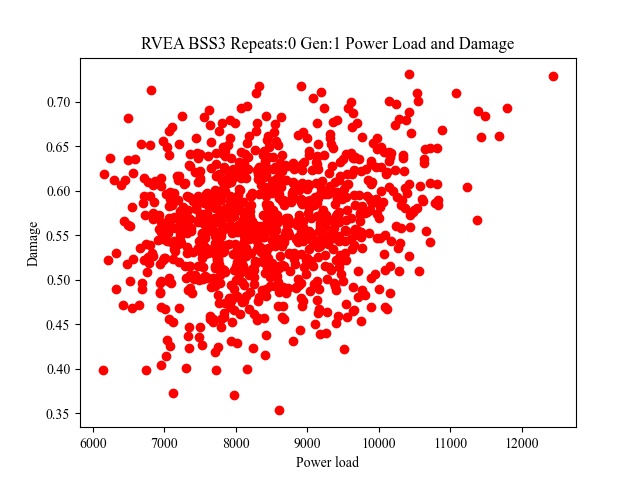 RVEA BSS3 Repeats:0 Gen:1 Power Load and Damage
0.70
0.65
0.60
0.55
0.50
0.45
0.40
0.35
Damage
6000 7000 8000 9000 10000 11000 12000
Power load